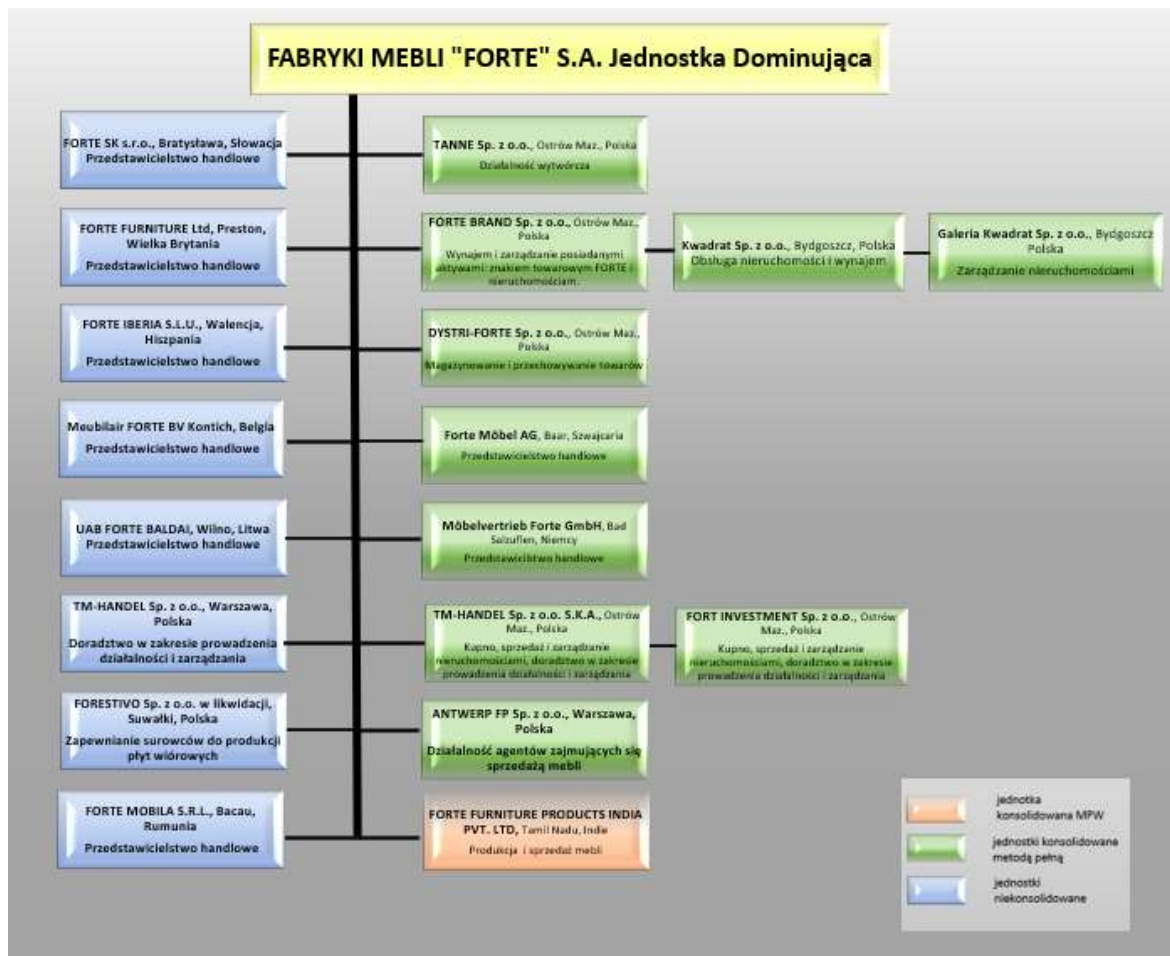 FABRYKI MEBLI "FORTE" S.A. Jednostka Dominująca
FORTE SK s.r.o., Bratysława, Słowacja
Przedstawicielstwo handlowe
TANNE Sp. z o.o., Ostrów Maz., Polska
Działalność wytwórcza
FORTE FURNITURE Ltd, Preston,
Wielka Brytania
Przedstawicielstwo handlowe
FORTE BRAND Sp. z o.o., Ostrów Maz.,
Polska
Wynajem i zarządzanie posiadanymi
aktywami: znakiem towarowym FORTE i
nieruchomościam.
Kwadrat Sp. z o.o., Bydgoszcz, Polska
Obsługa nieruchomości i wynajem
Galeria Kwadrat Sp. z o.o., Bydgoszcz
Polska
Zarządzanie nieruchomościami
FORTE IBERIA S.L.U., Walencja,
Hiszpania
Przedstawicielstwo handlowe
DYSTRI-FORTE Sp. z o.o., Ostrów Maz.,
Polska
Magazynowanie i przechowywanie towarów
Meubilair FORTE BV Kontich, Belgia
Przedstawicielstwo handlowe
Forte Möbel AG, Baar, Szwajcaria
Przedstawicielstwo handlowe
UAB FORTE BALDAI, Wilno, Litwa
Przedstawicielstwo handlowe
Möbelvertrieb Forte GmbH, Bad
Salzuflen, Niemcy
Przedstawicilstwo handlowe
TM-HANDEL Sp. z o.o., Warszawa,
Polska
Doradztwo w zakresie prowadzenia
działalności i zarządzania
TM-HANDEL Sp. z o.o. S.K.A., Ostrów
Maz., Polska
Kupno, sprzedaż i zarządzanie
nieruchomościami, doradztwo w zakresie
prowadzenia działalności i zarządzania
FORT INVESTMENT Sp. z o.o., Ostrów
Maz., Polska
Kupno, sprzedaż i zarządzanie
nieruchomościami, doradztwo w zakresie
prowadzenia działalności i zarządzania
FORESTIVO Sp. z o.o. w likwidacji,
Suwałki, Polska
Zapewnianie surowców do produkcji
płyt wiórowych
ANTWERP FP Sp. z o.o., Warszawa,
Polska
Działalność agentów zajmujących się
sprzedażą mebli
FORTE MOBILA S.R.L., Bacau,
Rumunia
Przedstawicielstwo handlowe
FORTE FURNITURE PRODUCTS INDIA
PVT. LTD, Tamil Nadu, Indie
Produkcja i sprzedaż mebli
jednotka
konsolidowana MPW
jednostki konsolidowane
metodą pełną
jednostki
niekonsolidowane